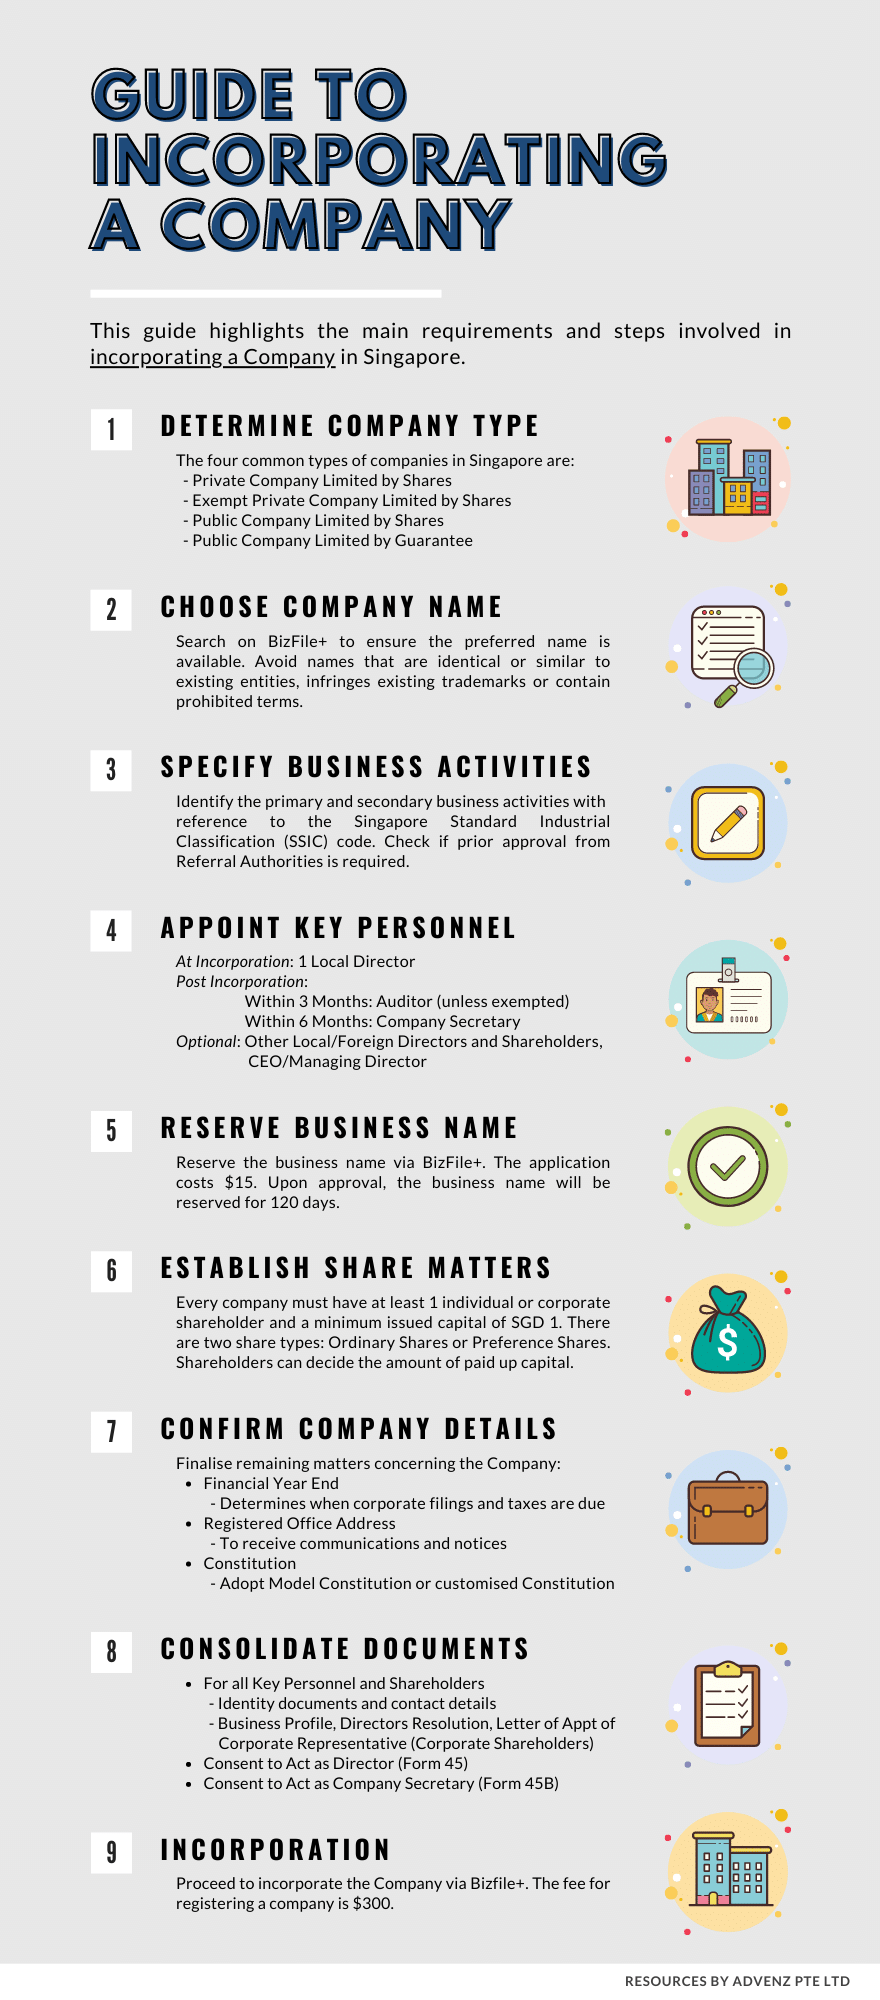 GUIDE TO
INCORPORATING
A COMPANY
This guide highlights the main requirements and steps involved in
incorporating a Company in Singapore.
1
DETERMINE COMPANY TYPE
The four common types of companies in Singapore are:
- Private Company Limited by Shares
- Exempt Private Company Limited by Shares
- Public Company Limited by Shares
- Public Company Limited by Guarantee
2
CHOOSE COMPANY NAME
Search on BizFile+ to ensure the preferred name is
available. Avoid names that are identical or similar to
existing entities, infringes existing trademarks or contain
prohibited terms.
3
SPECIFY BUSINESS ACTIVITIES
Identify the primary and secondary business activities with
reference to the Singapore Standard Industrial
Classification (SSIC) code. Check if prior approval from
Referral Authorities is required.
4
APPOINT KEY PERSONNEL
At Incorporation: 1 Local Director
Post Incorporation:
Within 3 Months: Auditor (unless exempted)
Within 6 Months: Company Secretary
Optional: Other Local/Foreign Directors and Shareholders,
CEO/Managing Director
5
RESERVE BUSINESS NAME
Reserve the business name via BizFile+. The application
costs $15. Upon approval, the business name will be
reserved for 120 days.
6
ESTABLISH SHARE MATTERS
Every company must have at least 1 individual or corporate
shareholder and a minimum issued capital of SGD 1. There
are two share types: Ordinary Shares or Preference Shares.
Shareholders can decide the amount of paid up capital.
$
7
CONFIRM COMPANY DETAILS
Finalise remaining matters concerning the Company:
• Financial Year End
- Determines when corporate filings and taxes are due
• Registered Office Address
- To receive communications and notices
• Constitution
- Adopt Model Constitution or customised Constitution
8
CONSOLIDATE DOCUMENTS
• For all Key Personnel and Shareholders
- Identity documents and contact details
- Business Profile, Directors Resolution, Letter of Appt of
Corporate Representative (Corporate Shareholders)
• Consent to Act as Director (Form 45)
• Consent to Act as Company Secretary (Form 45B)
9
INCORPORATION
Proceed to incorporate the Company via Bizfile+. The fee for
registering a company is $300.
RESOURCES BY ADVENZ PTE LTD